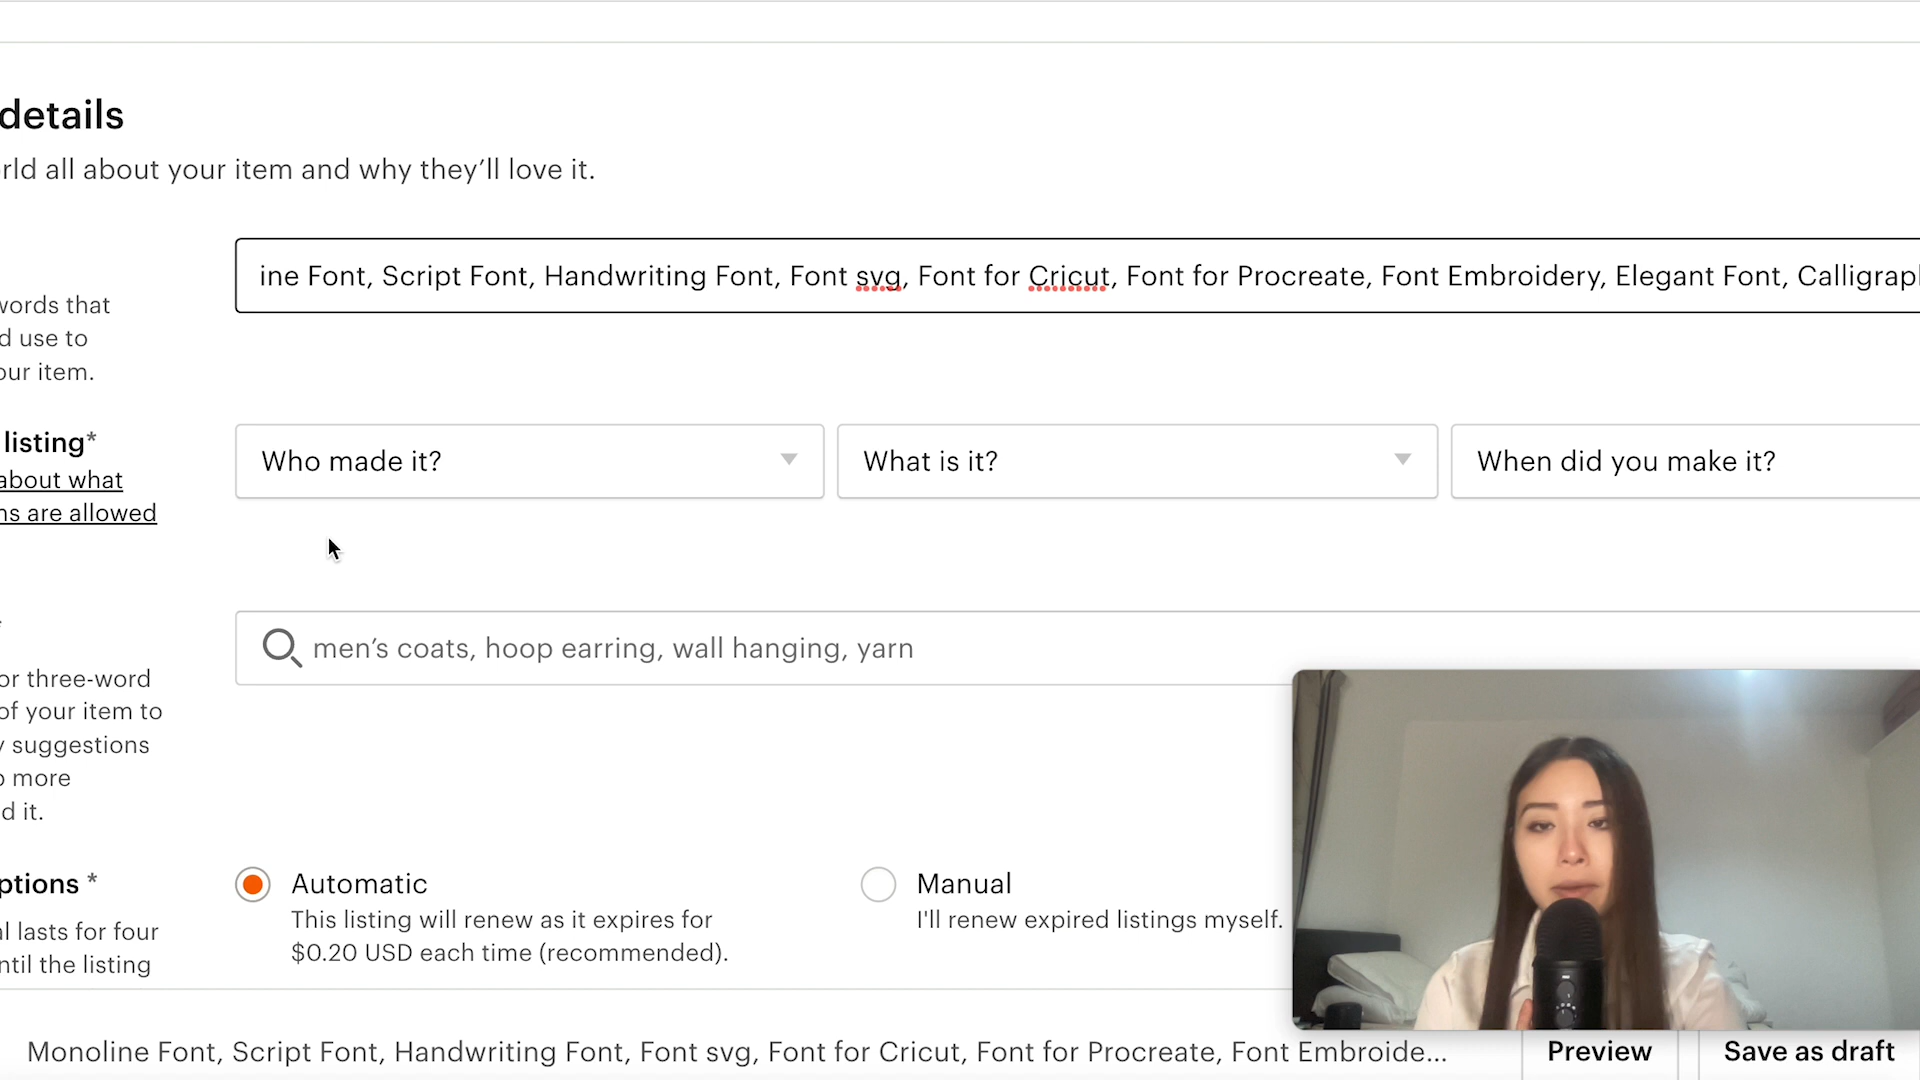 details
rld all about your item and why they’ll love it.
ine Font, Script Font, Handwriting Font, Font svg, Font for Cricut, Font for Procreate, Font Embroidery, Elegant Font, Calligrap
words that
d use to
our item.
listing*
about what
ns are allowed
Who made it?
What is it?
When did you make it?
*
men’s coats, hoop earring, wall hanging, yarn
or three-word
of your item to
y suggestions
o more
d it.
ptions *
l lasts for four
ntil the listing
Automatic
This listing will renew as it expires for
$0.20 USD each time (recommended).
Manual
I'll renew expired listings myself.
Monoline Font, Script Font, Handwriting Font, Font svg, Font for Cricut, Font for Procreate, Font Embroide...
Preview
Save as draft